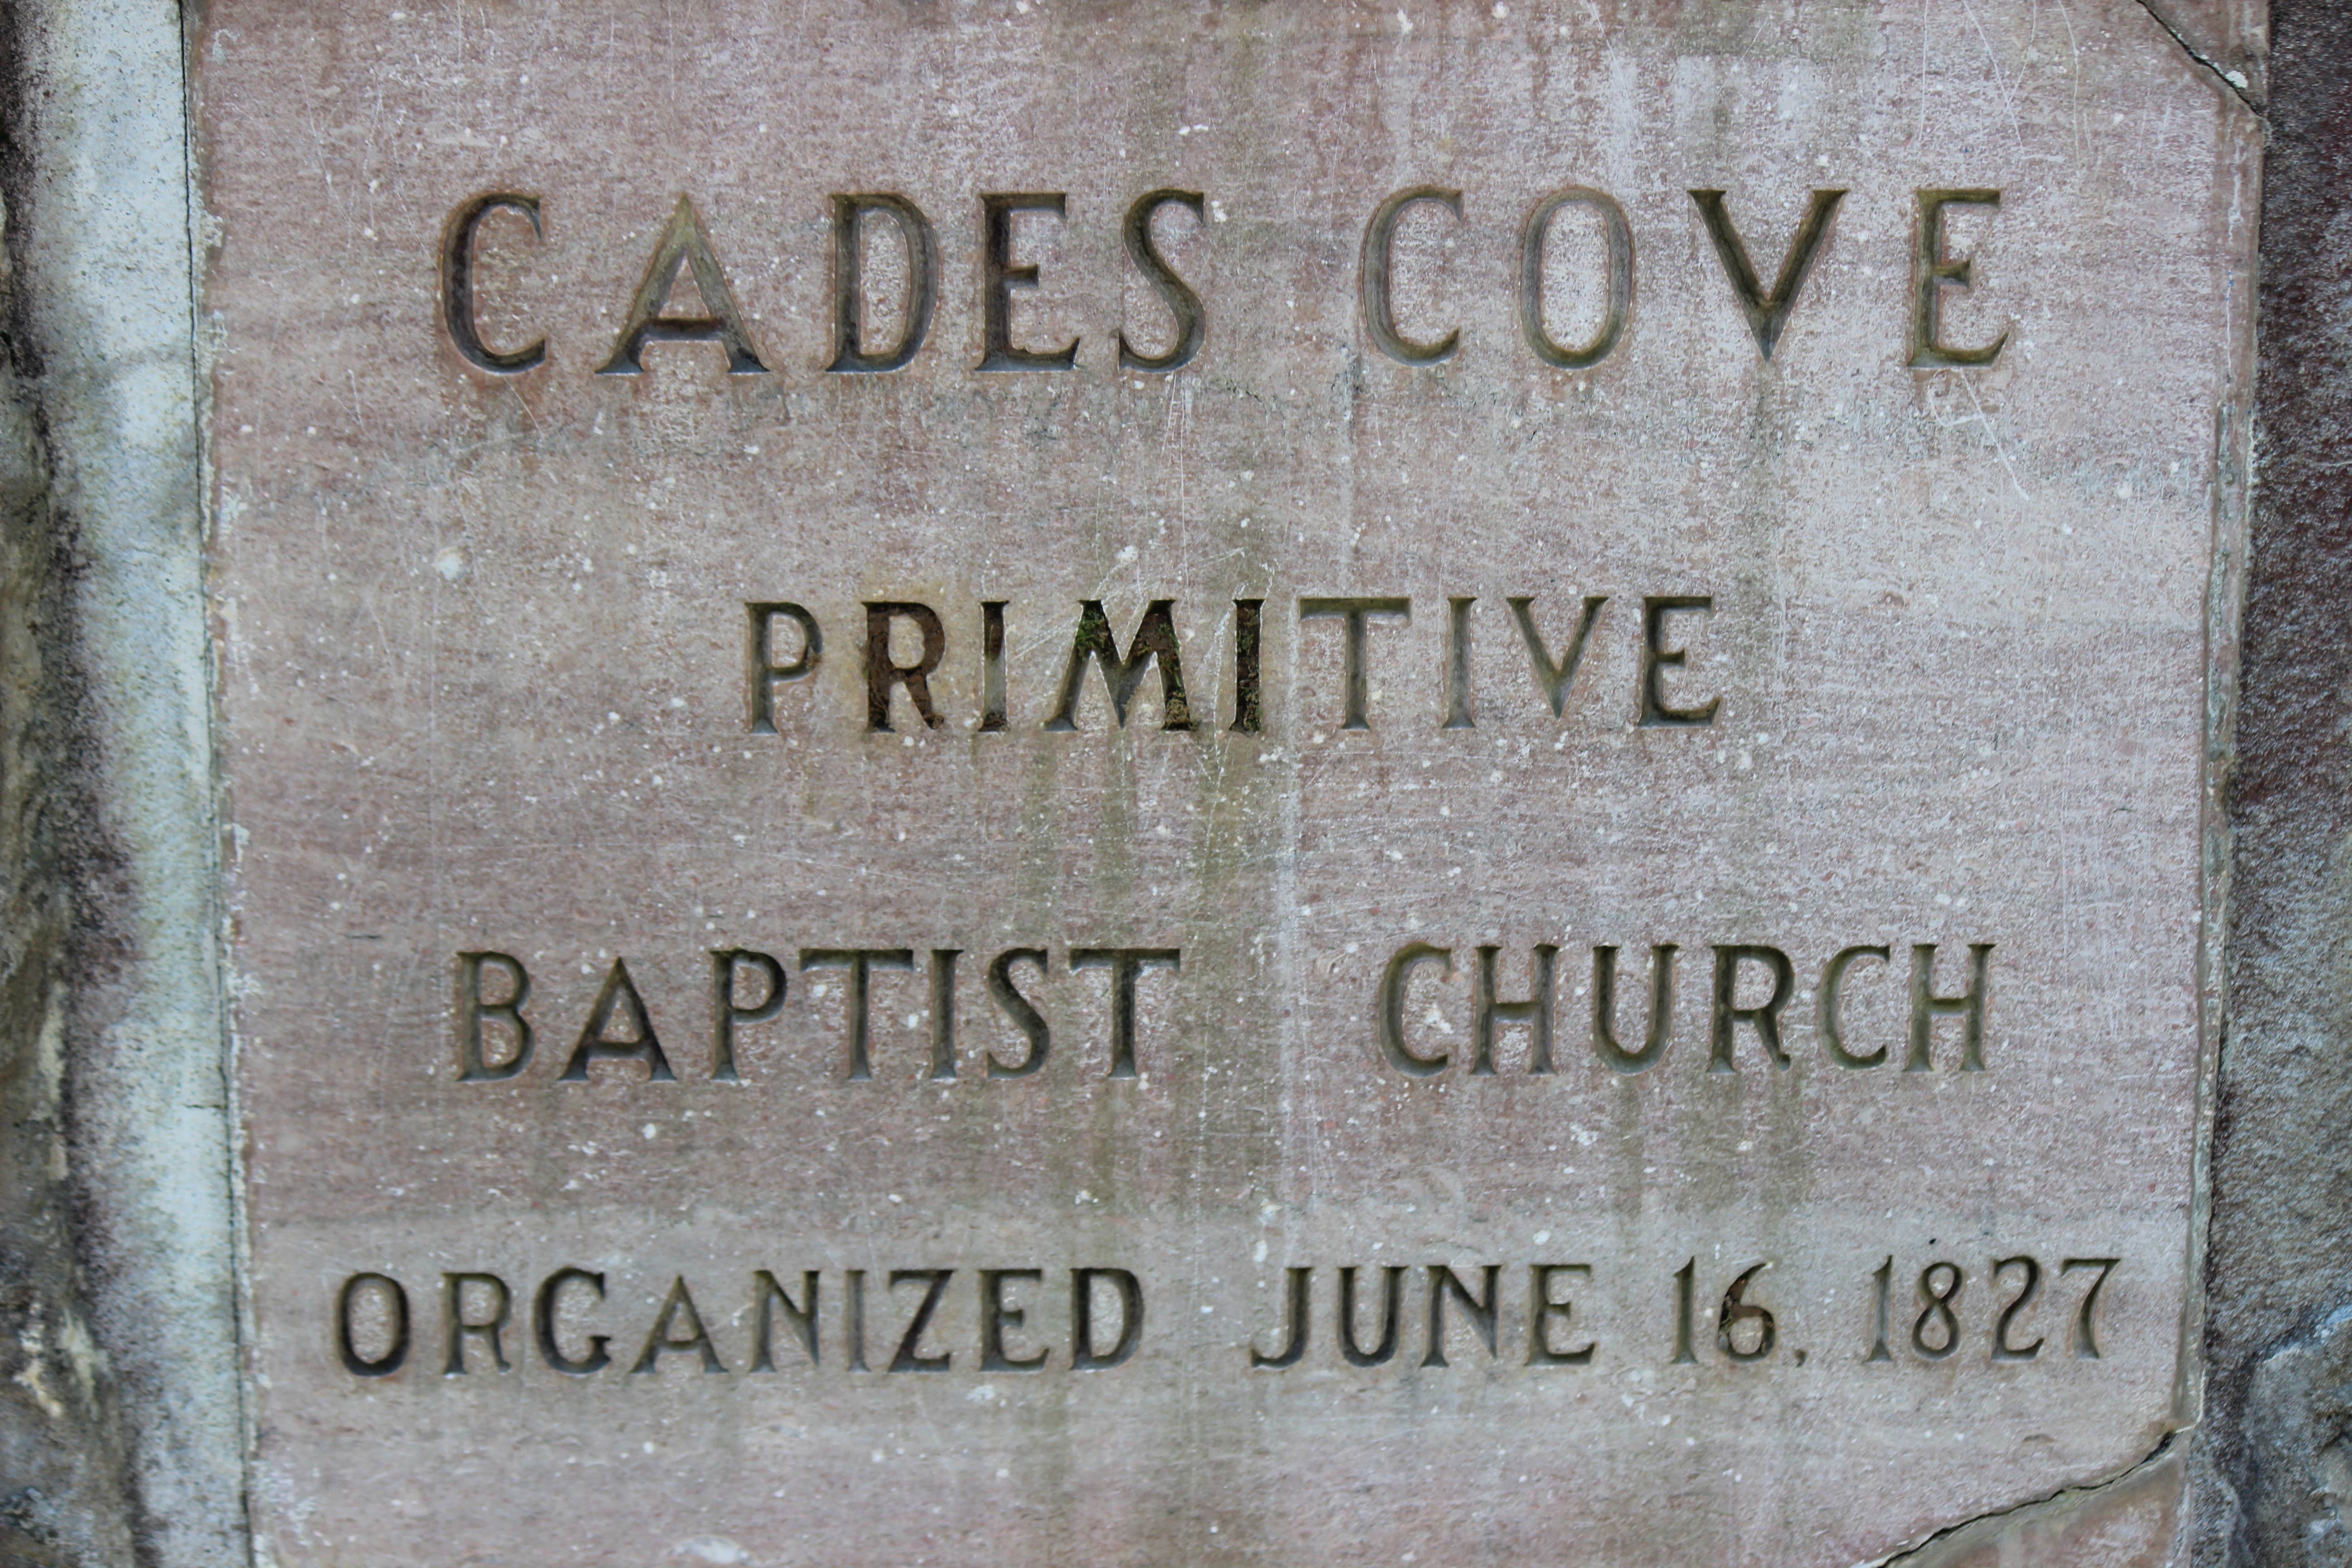 CADES COVE
PRIMITIVE
BAPTIST CHURCH
ORGANIZED JUNE 16, 1827